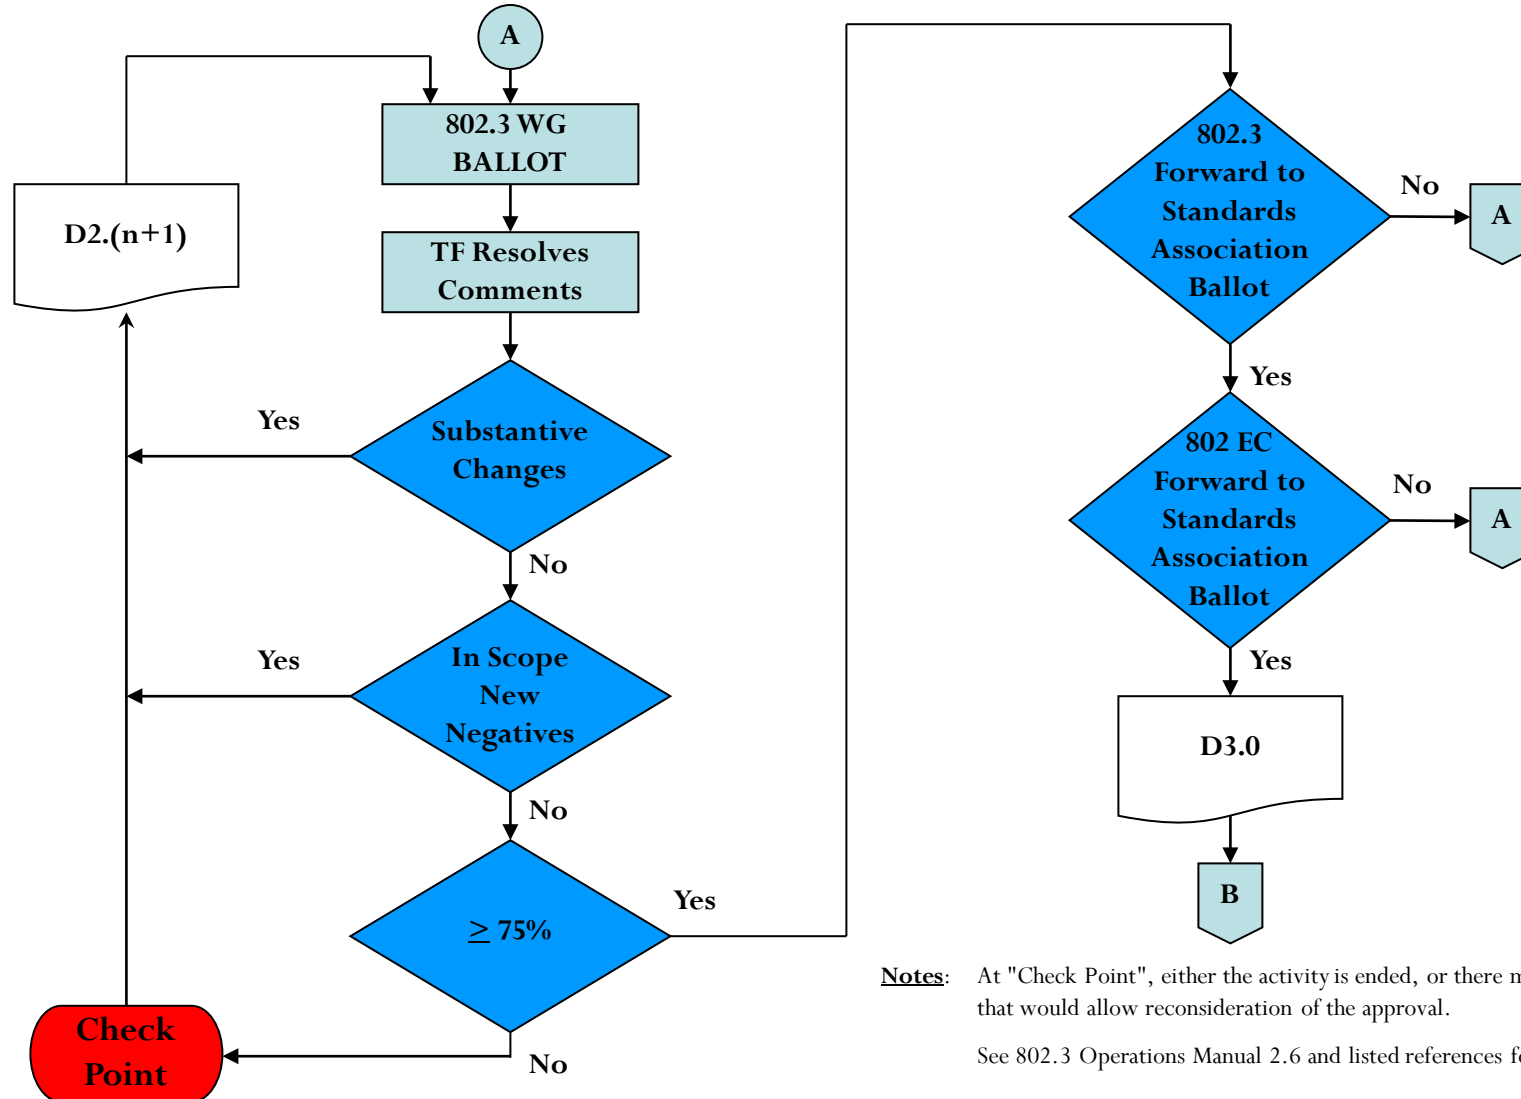 A
802.3 WG
BALLOT
D2.(n+1)
TF Resolves
Comments
Yes
Substantive
Changes
No
Yes
In Scope
New
Negatives
No
≥ 75%
Yes
No
Check
Point
802.3
Forward to
Standards
Association
Ballot
No
A
Yes
802 EC
Forward to
Standards
Association
Ballot
No
A
Yes
D3.0
B
Notes: At "Check Point", either the activity is ended, or there
that would allow reconsideration of the approval.
See 802.3 Operations Manual 2.6 and listed references